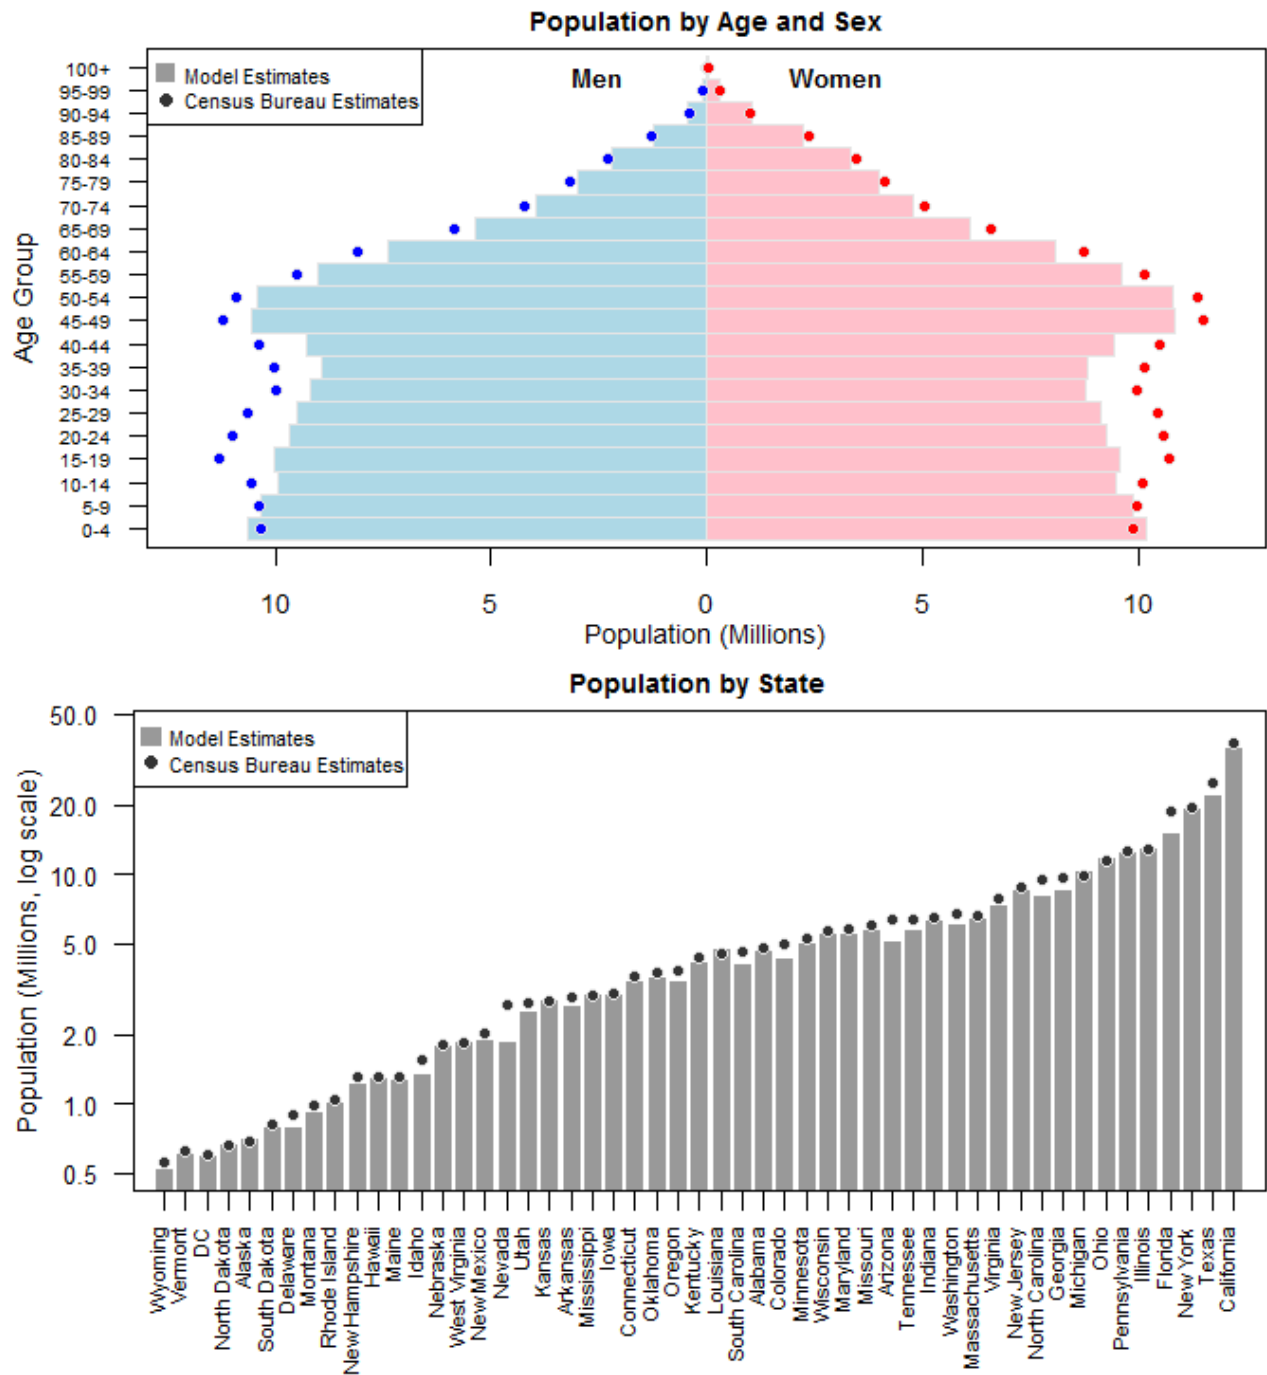 Population by Age and Sex
Model Estimates
Census Bureau Estimates
Men
Women
Age Group
100+
95-99
90-94
85-89
80-84
75-79
70-74
65-69
60-64
55-59
50-54
45-49
40-44
35-39
30-34
25-29
20-24
15-19
10-14
5-9
0-4
10 5 0 5 10
Population (Millions)
Population by State
Model Estimates
Census Bureau Estimates
Population (Millions, log scale)
50.0
20.0
10.0
5.0
2.0
1.0
0.5
Wyoming
Vermont
DC
North Dakota
Alaska
South Dakota
Delaware
Montana
Rhode Island
New Hampshire
Hawaii
Maine
Idaho
Nebraska
West Virginia
New Mexico
Nevada
Utah
Kansas
Arkansas
Mississippi
Iowa
Connecticut
Oklahoma
Oregon
Kentucky
Louisiana
South Carolina
Alabama
Colorado
Minnesota
Wisconsin
Maryland
Missouri
Arizona
Tennessee
Indiana
Washington
Massachusetts
Virginia
New Jersey
North Carolina
Georgia
Michigan
Ohio
Pennsylvania
Illinois
Florida
New York
Texas
California